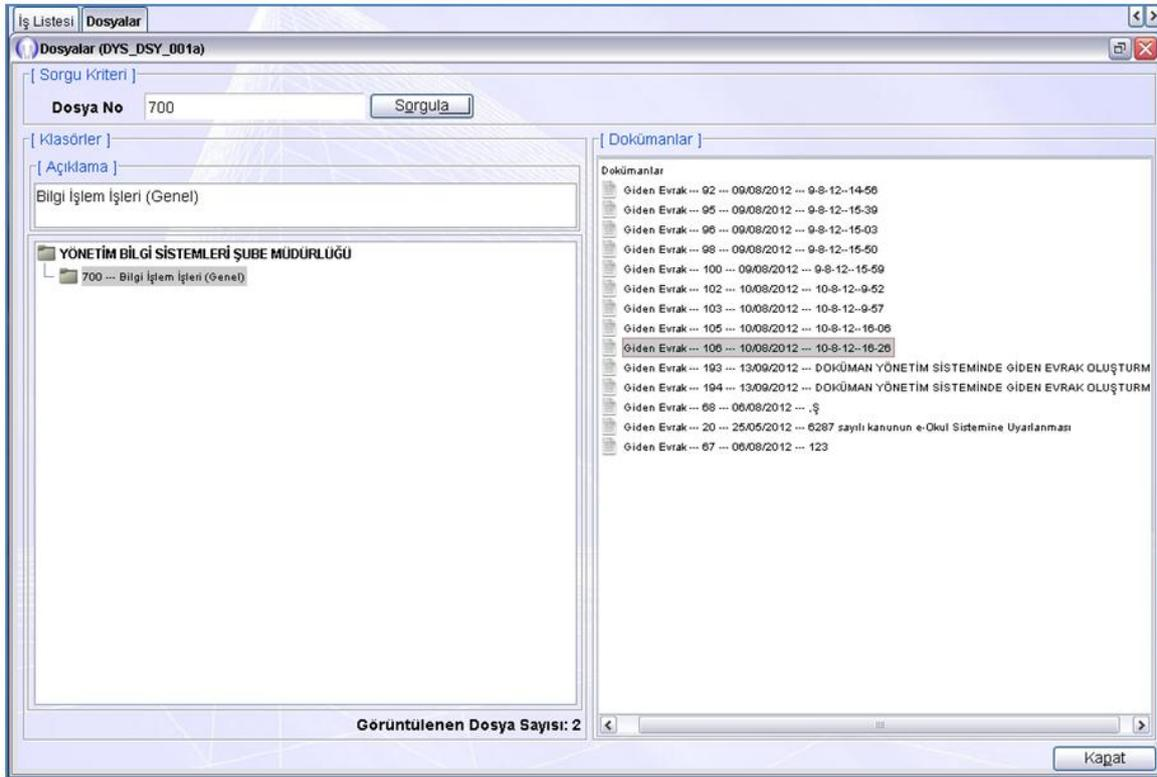 İş Listesi Dosyalar
Dosyalar (DYS_DSY_001a)
[ Sorgu Kriteri ]
Dosya No 700 Sorgula
[ Klasörler ]
[ Açıklama ]
Bilgi İşlem İşleri (Genel)
YÖNETİM BİLGİ SİSTEMLERİ ŞUBE MÜDÜRLÜĞÜ
700 --- Bilgi İşlem İşleri (Genel)
Görüntülenen Dosya Sayısı: 2
[ Dokümanlar ]
Dokümanlar
Giden Evrak --- 92 --- 09/08/2012 --- 9-8-12--14-56
Giden Evrak --- 95 --- 09/08/2012 --- 9-8-12--15-39
Giden Evrak --- 96 --- 09/08/2012 --- 9-8-12--15-03
Giden Evrak --- 98 --- 09/08/2012 --- 9-8-12--15-50
Giden Evrak --- 100 --- 09/08/2012 --- 9-8-12--15-59
Giden Evrak --- 102 --- 10/08/2012 --- 10-8-12--9-52
Giden Evrak --- 103 --- 10/08/2012 --- 10-8-12--9-57
Giden Evrak --- 105 --- 10/08/2012 --- 10-8-12--16-06
Giden Evrak --- 106 --- 10/08/2012 --- 10-8-12--16-26
Giden Evrak --- 193 --- 13/09/2012 --- DOKÜMAN YÖNETİM SİSTEMİNDE GİDEN EVRAK OLUŞTURM
Giden Evrak --- 194 --- 13/09/2012 --- DOKÜMAN YÖNETİM SİSTEMİNDE GİDEN EVRAK OLUŞTURM
Giden Evrak --- 68 --- 06/08/2012 --- .Ş
Giden Evrak --- 20 --- 25/05/2012 --- 6287 sayılı kanunun e-Okul Sistemine Uyarlanması
Giden Evrak --- 67 --- 06/08/2012 --- 123
Kapat